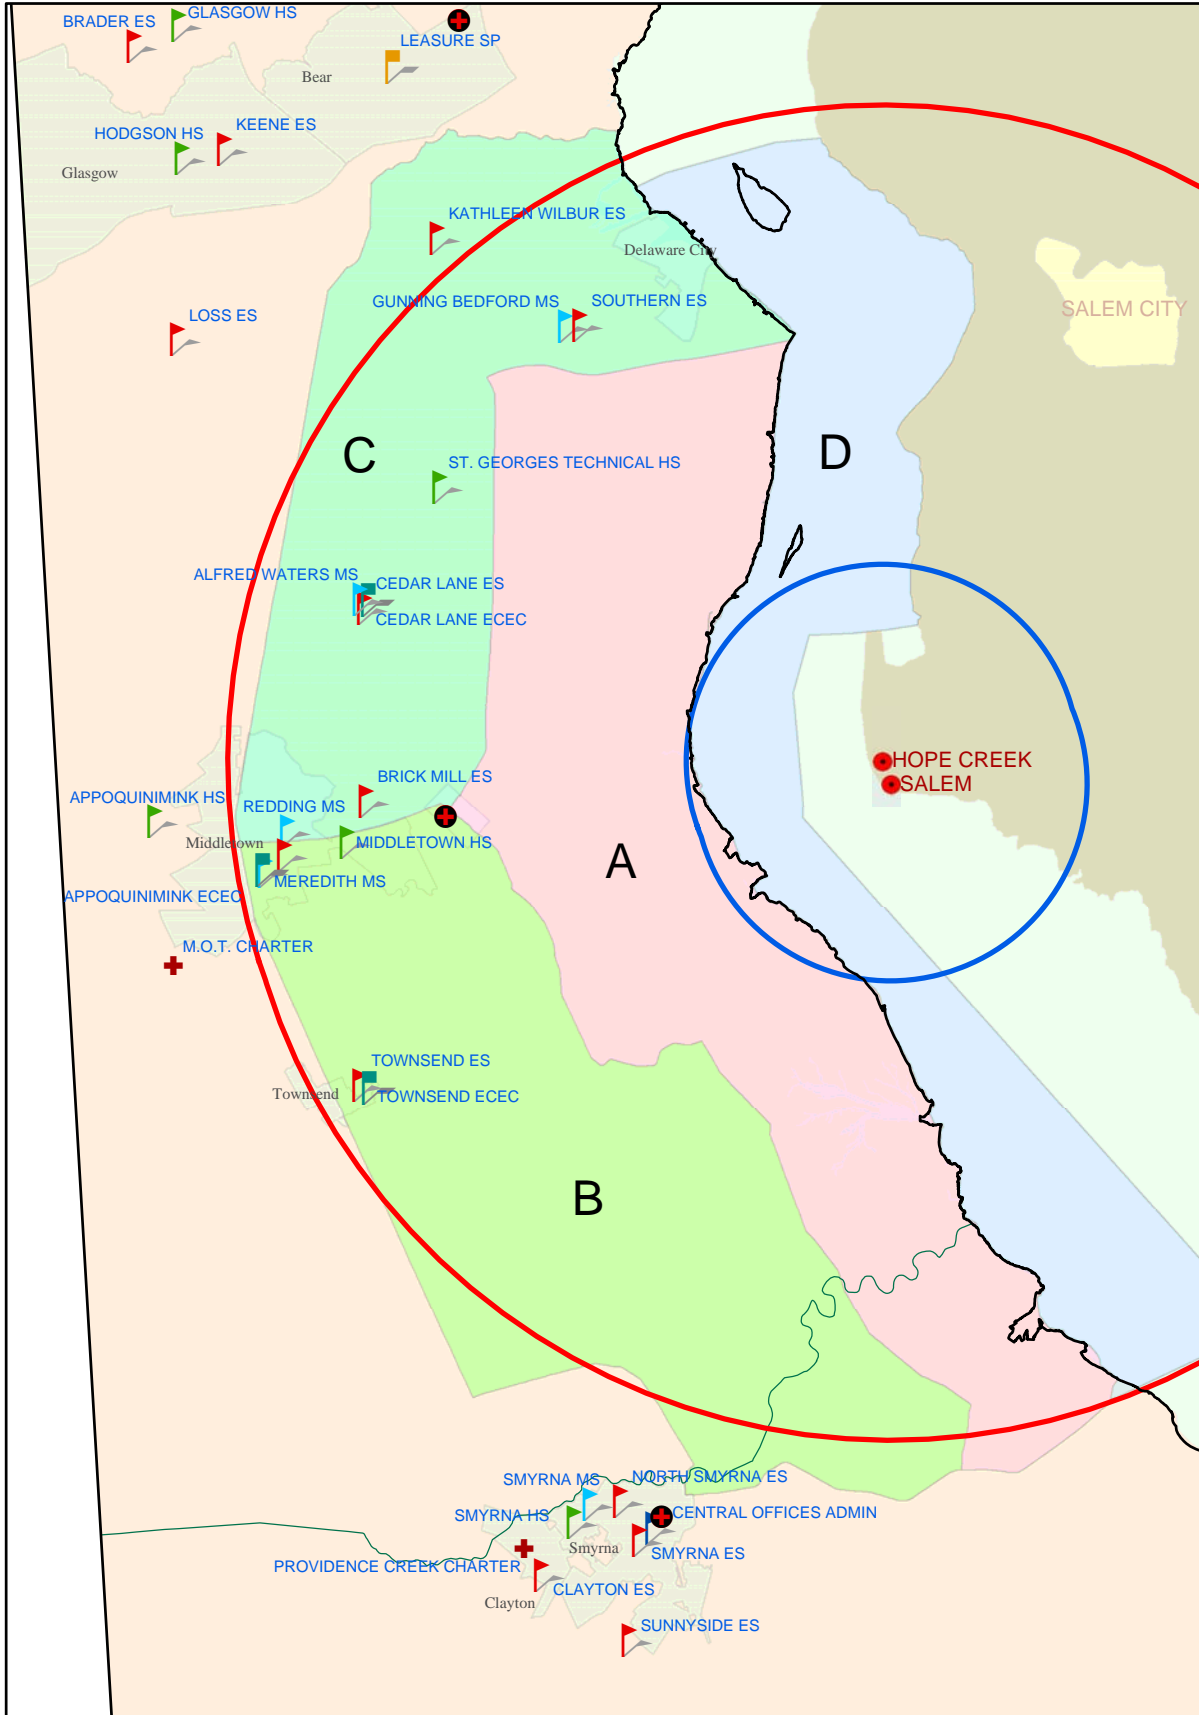 BRADER ES
GLASGOW HS
LEASURE SP
Bear
HODGSON HS
KEENE ES
Glasgow
KATHLEEN WILBUR ES
Delaware City
LOSS ES
GUNNING BEDFORD MS
SOUTHERN ES
SALEM CITY
C
D
ST. GEORGES TECHNICAL HS
ALFRED WATERS MS
CEDAR LANE ES
CEDAR LANE ECEC
HOPE CREEK
SALEM
BRICK MILL ES
APPOQUINIMINK HS
REDDING MS
Middletown
MIDDLETOWN HS
A
MEREDITH MS
APPOQUINIMINK ECEC
M.O.T. CHARTER
TOWNSEND ES
Townsend
TOWNSEND ECEC
B
SMYRNA MS
NORTH SMYRNA ES
SMYRNA HS
CENTRAL OFFICES ADMIN
Smyrna
SMYRNA ES
PROVIDENCE CREEK CHARTER
CLAYTON ES
Clayton
SUNNYSIDE ES